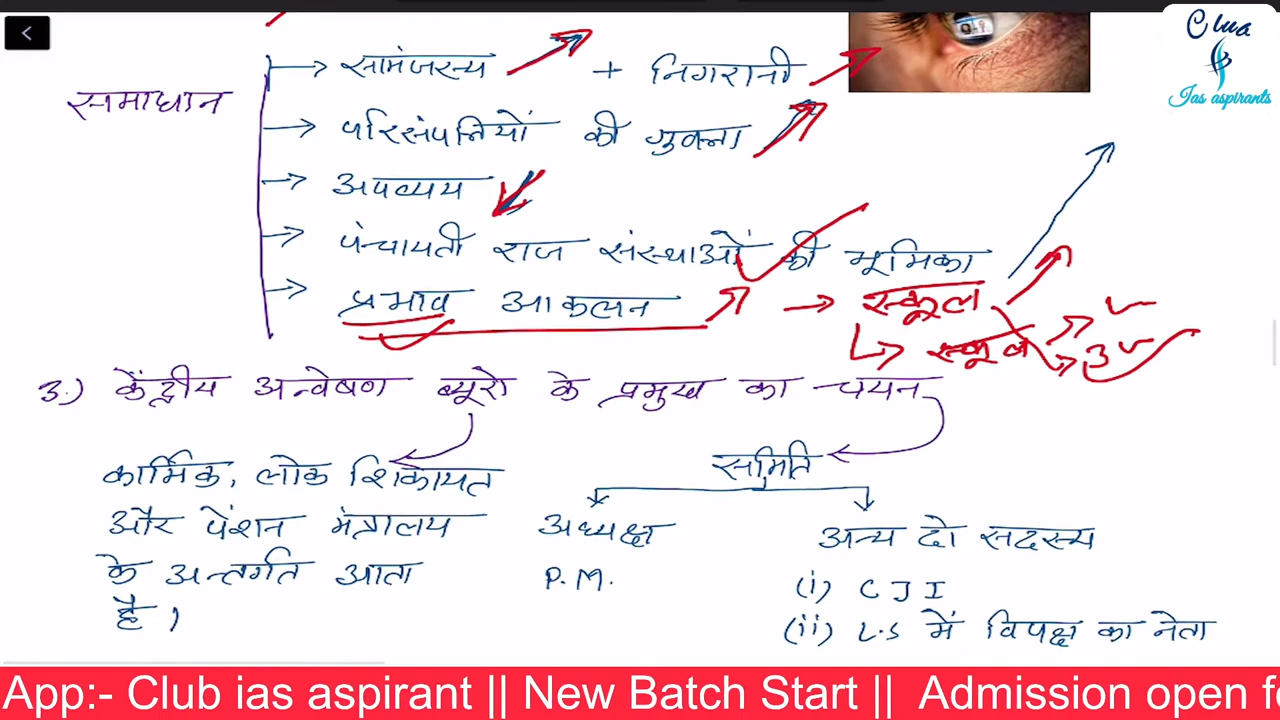 <
Club
Ias aspirants
समाधान
→ सामंजस्य ↗ + निगरानी ↗
→ परिसंपत्तियों की गुणवत्ता ↗
→ अपव्यय ↙
→ पंचायती राज संस्थाओं की भूमिका
→ प्रभाव आकलन ↗ → स्कूल
↳ स्कूल
3.) केंद्रीय अन्वेषण ब्यूरो के प्रमुख का चयन
कार्मिक, लोक शिकायत
और पेंशन मंत्रालय
के अन्तर्गत आता
है।
समिति
अध्यक्ष
P.M.
अन्य दो सदस्य
(i) CJI
(ii) L.S में विपक्ष का नेता
App:- Club ias aspirant || New Batch Start || Admission open fo